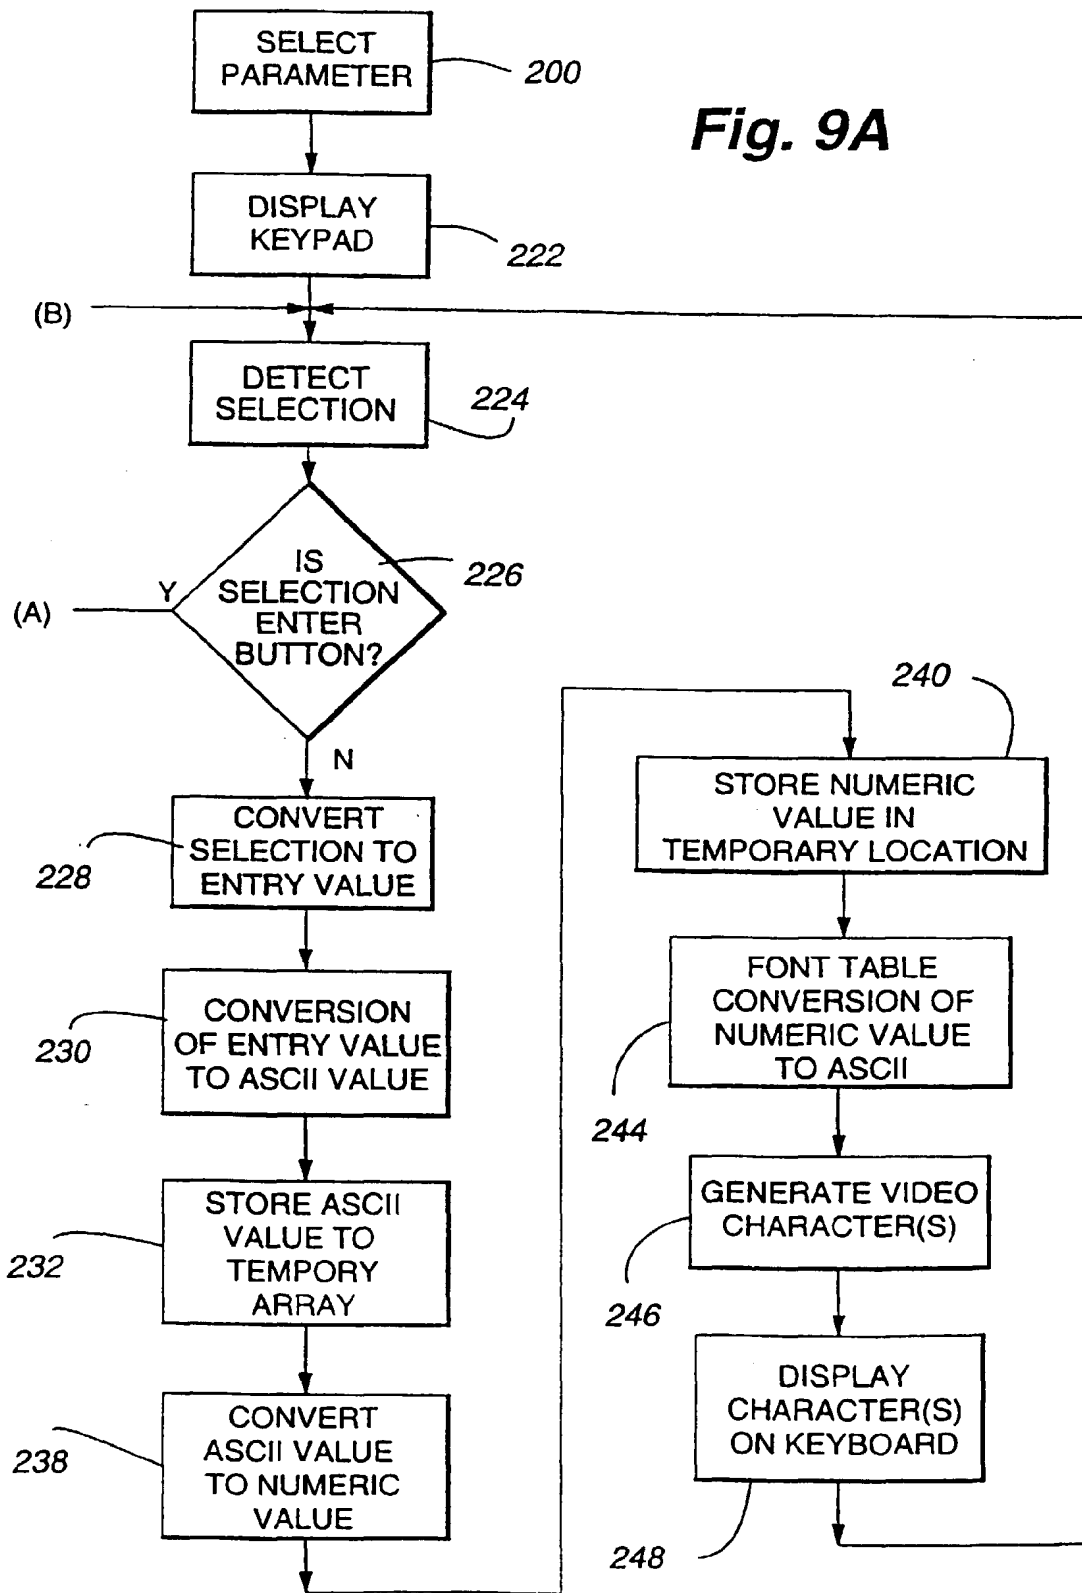 SELECT
PARAMETER
200
Fig. 9A
DISPLAY
KEYPAD
222
(B)
DETECT
SELECTION
224
IS
SELECTION
ENTER
BUTTON?
226
Y
(A)
N
CONVERT
SELECTION TO
ENTRY VALUE
228
CONVERSION
OF ENTRY VALUE
TO ASCII VALUE
230
STORE ASCII
VALUE TO
TEMPORY
ARRAY
232
CONVERT
ASCII VALUE
TO NUMERIC
VALUE
238
240
STORE NUMERIC
VALUE IN
TEMPORARY LOCATION
FONT TABLE
CONVERSION OF
NUMERIC VALUE
TO ASCII
244
GENERATE VIDEO
CHARACTER(S)
246
DISPLAY
CHARACTER(S)
ON KEYBOARD
248